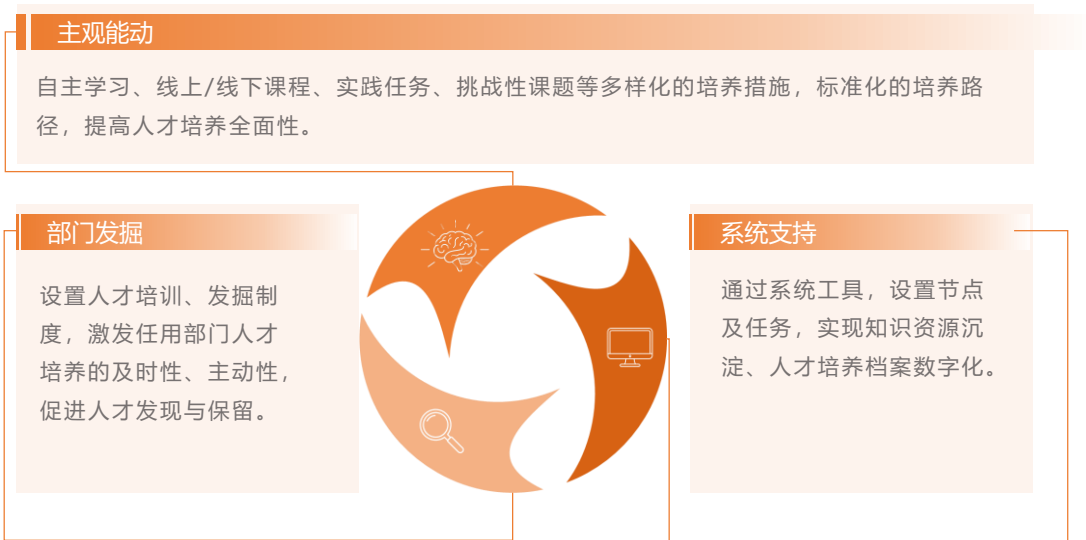 主观能动
自主学习、线上/线下课程、实践任务、挑战性课题等多样化的培养措施，标准化的培养路
径，提高人才培养全面性。
部门发掘
设置人才培训、发掘制
度，激发任用部门人才
培养的及时性、主动性，
促进人才发现与保留。
系统支持
通过系统工具，设置节点
及任务，实现知识资源沉
淀、人才培养档案数字化。